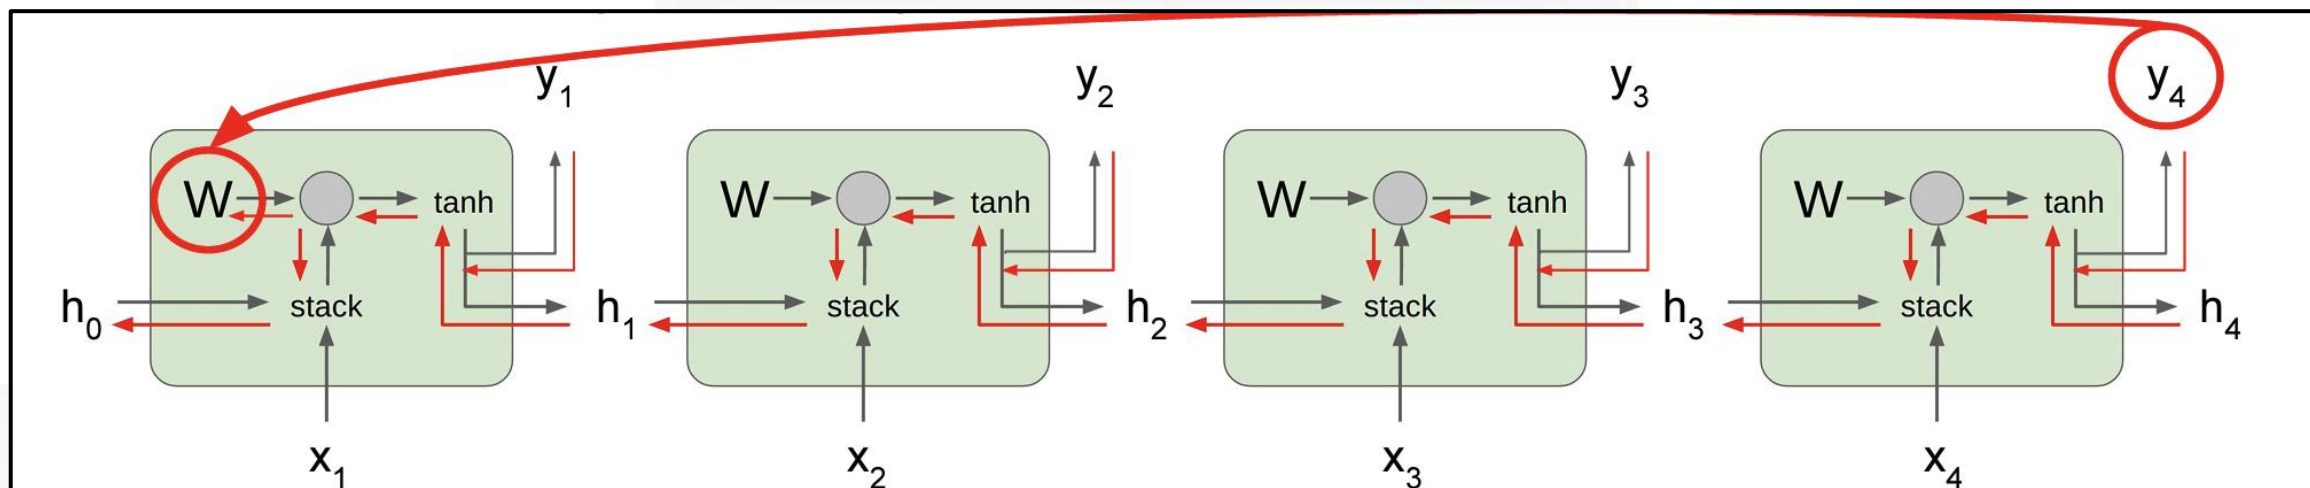 y1 y2 y3 y4
W tanh W tanh W tanh W tanh
h0 stack h1 stack h2 stack h3 stack h4
x1 x2 x3 x4